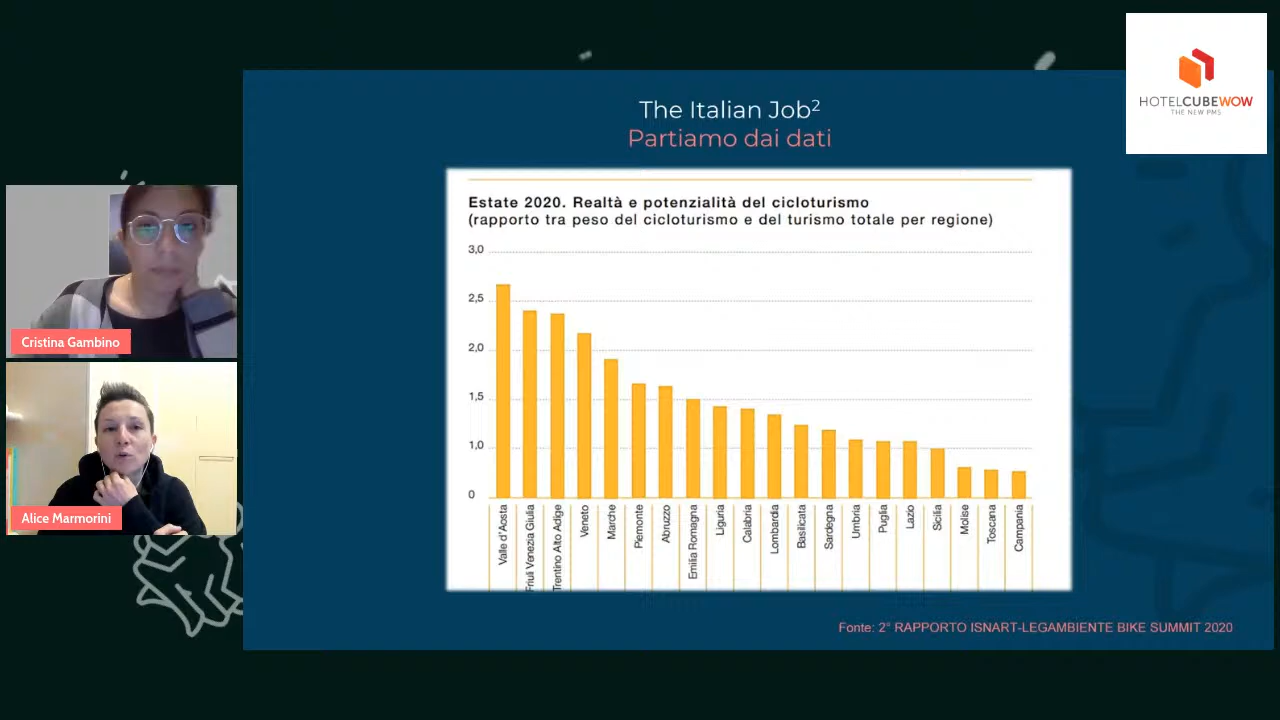 The Italian Job²
Partiamo dai dati
HOTELCUBEWOW
THE NEW PMS
Estate 2020. Realtà e potenzialità del cicloturismo
(rapporto tra peso del cicloturismo e del turismo totale per regione)
3,0
2,5
2,0
1,5
1,0
0
Valle d'Aosta
Friuli Venezia Giulia
Trentino Alto Adige
Veneto
Marche
Piemonte
Abruzzo
Emilia Romagna
Liguria
Calabria
Lombardia
Basilicata
Sardegna
Umbria
Puglia
Lazio
Sicilia
Molise
Toscana
Campania
Cristina Gambino
Alice Marmorini
Fonte: 2° RAPPORTO ISNART-LEGAMBIENTE BIKE SUMMIT 2020